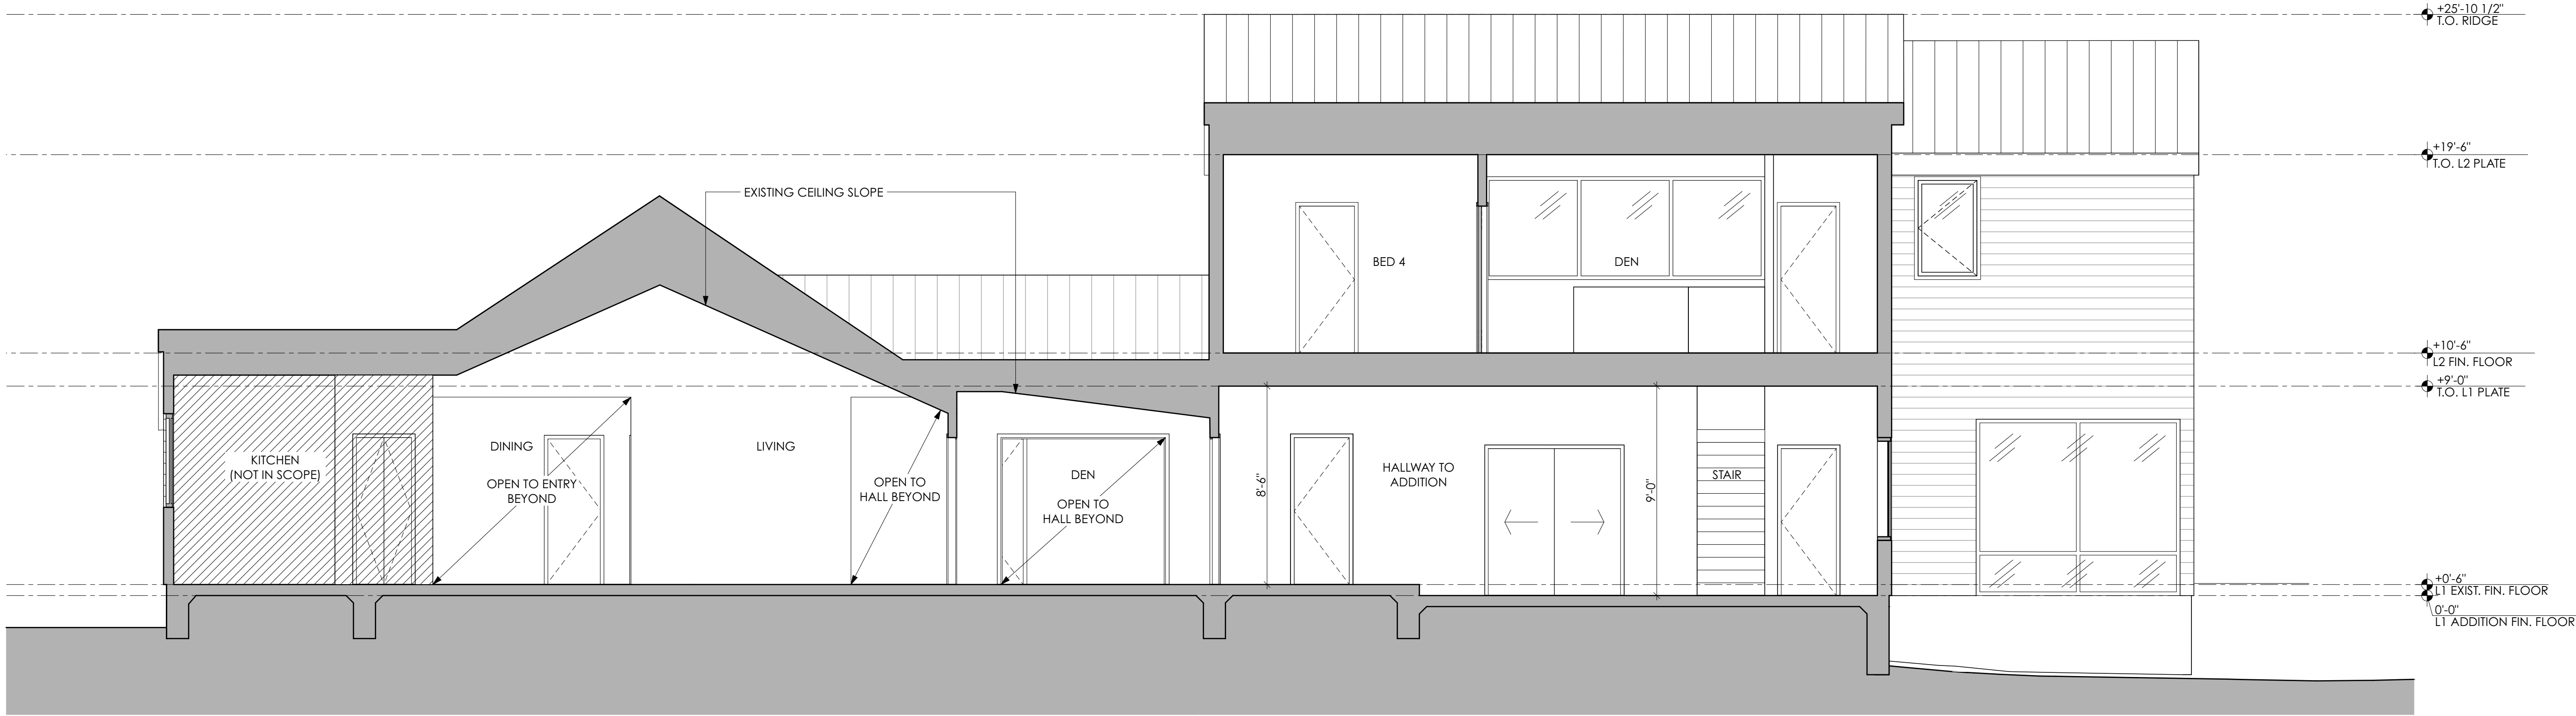 +25'-10 1/2"
T.O. RIDGE
+19'-6"
T.O. L2 PLATE
EXISTING CEILING SLOPE
BED 4
DEN
+10'-6"
L2 FIN. FLOOR
+9'-0"
T.O. L1 PLATE
KITCHEN
(NOT IN SCOPE)
DINING
OPEN TO ENTRY
BEYOND
LIVING
OPEN TO
HALL BEYOND
DEN
OPEN TO
HALL BEYOND
8'-6"
HALLWAY TO
ADDITION
9'-0"
STAIR
+0'-6"
L1 EXIST. FIN. FLOOR
0'-0"
L1 ADDITION FIN. FLOOR